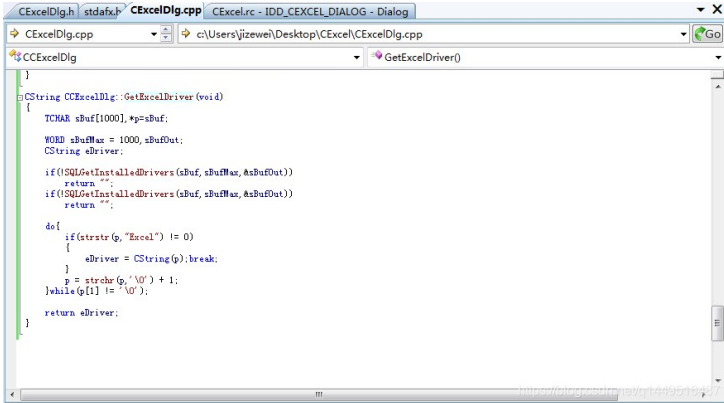 CExcelDlg.h stdafx.h CExcelDlg.cpp CExcel.rc - IDD_CEXCEL_DIALOG - Dialog
CExcelDlg.cpp c:\Users\jizewei\Desktop\CExcel\CExcelDlg.cpp Go
CCExcelDlg GetExcelDriver()
}
CString CCExcelDlg::GetExcelDriver(void)
{
TCHAR sBuf[1000],*p=sBuf;
WORD sBufMax = 1000,sBufOut;
CString eDriver;
if(!SQLGetInstalledDrivers(sBuf,sBufMax,&sBufOut))
return "";
if(!SQLGetInstalledDrivers(sBuf,sBufMax,&sBufOut))
return "";
do{
if(strstr(p,"Excel") != 0)
{
eDriver = CString(p);break;
}
p = strchr(p,'\0') + 1;
}while(p[1] != '\0');
return eDriver;
}